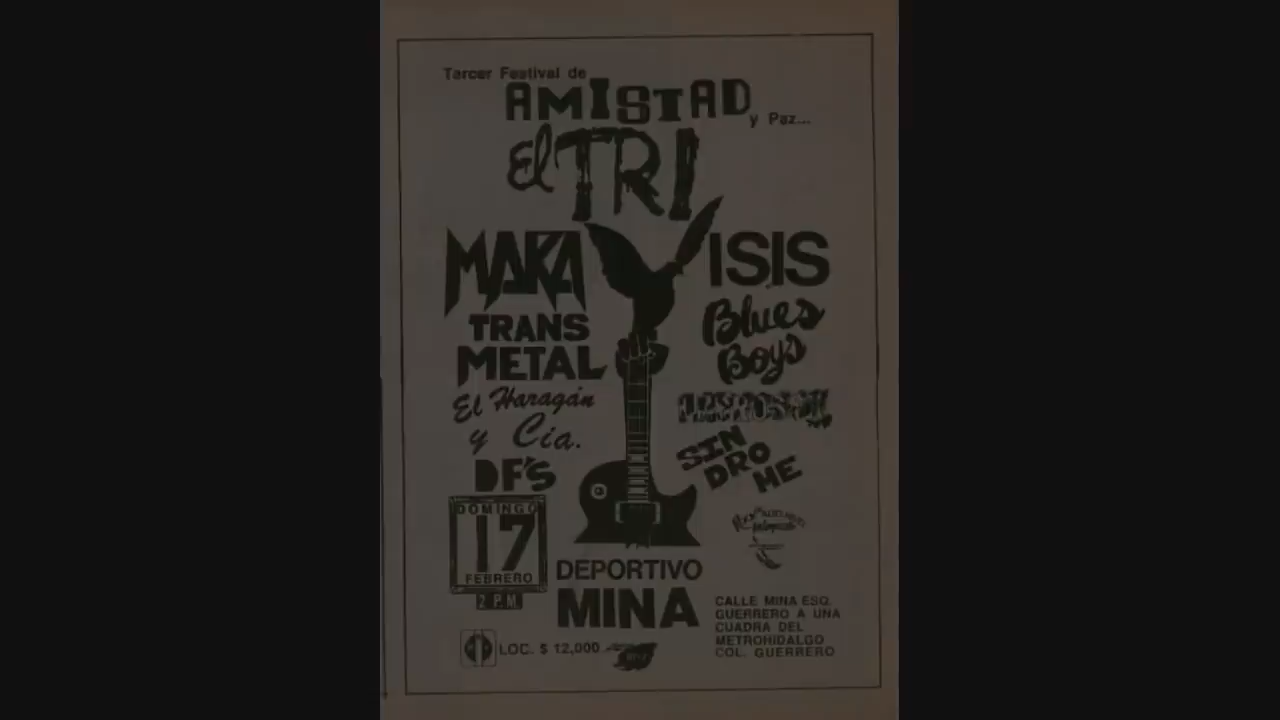 Tercer Festival de
AMISTAD
y Paz...
El TRI
MAKA
ISIS
TRANS
METAL
Blues
Boys
El Haragán
y Cía.
SIN
DRO
ME
DF'S
DOMINGO
17
FEBRERO
2 P.M.
DEPORTIVO
MINA
CALLE MINA ESQ.
GUERRERO A UNA
CUADRA DEL
METROHIDALGO
COL. GUERRERO
LOC. $ 12,000.-